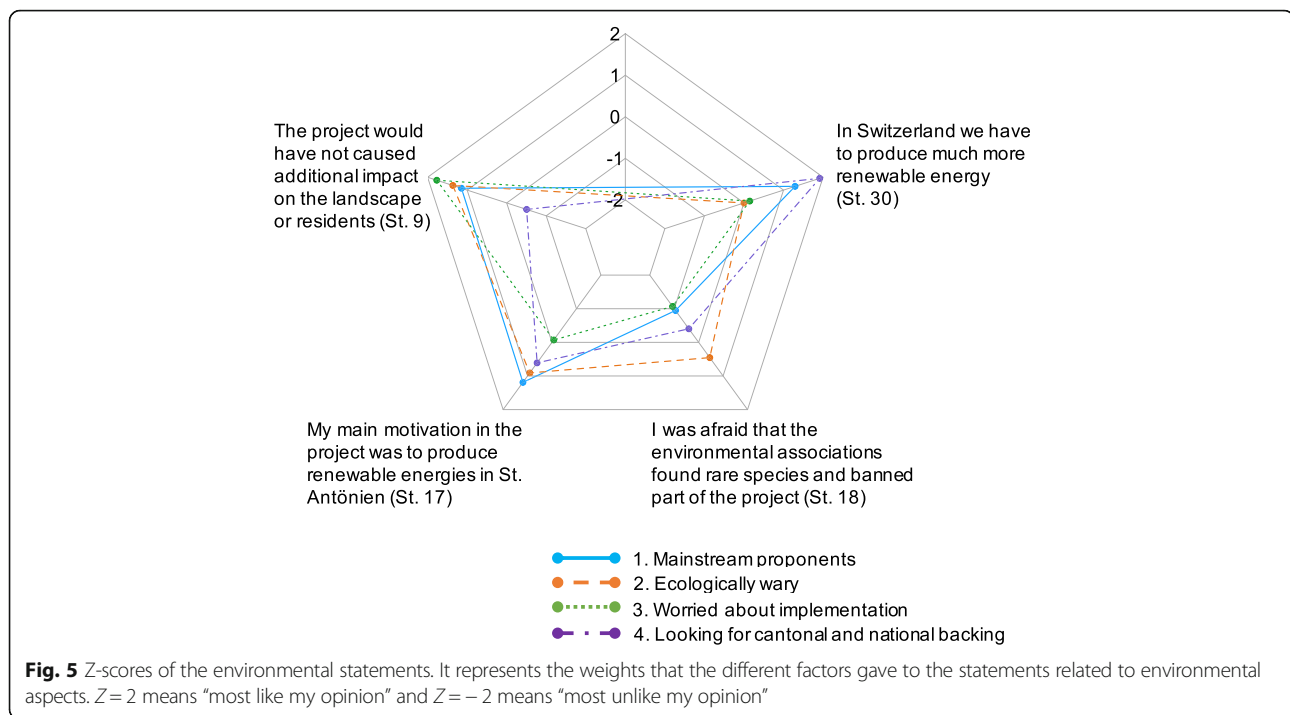 2
1
0
-1
-2
The project would
have not caused
additional impact
on the landscape
or residents (St. 9)
In Switzerland we have
to produce much more
renewable energy
(St. 30)
My main motivation in the
project was to produce
renewable energies in St.
Antönien (St. 17)
I was afraid that the
environmental associations
found rare species and banned
part of the project (St. 18)
1. Mainstream proponents
2. Ecologically wary
3. Worried about implementation
4. Looking for cantonal and national backing
Fig. 5 Z-scores of the environmental statements. It represents the weights that the different factors gave to the statements related to environmental
aspects. Z = 2 means “most like my opinion” and Z = − 2 means “most unlike my opinion”